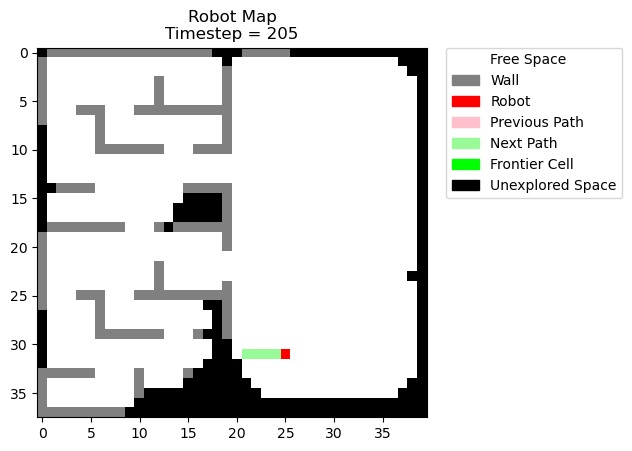 Robot Map
Timestep = 205
0
5
10
15
20
25
30
35
0
5
10
15
20
25
30
35
Free Space
Wall
Robot
Previous Path
Next Path
Frontier Cell
Unexplored Space